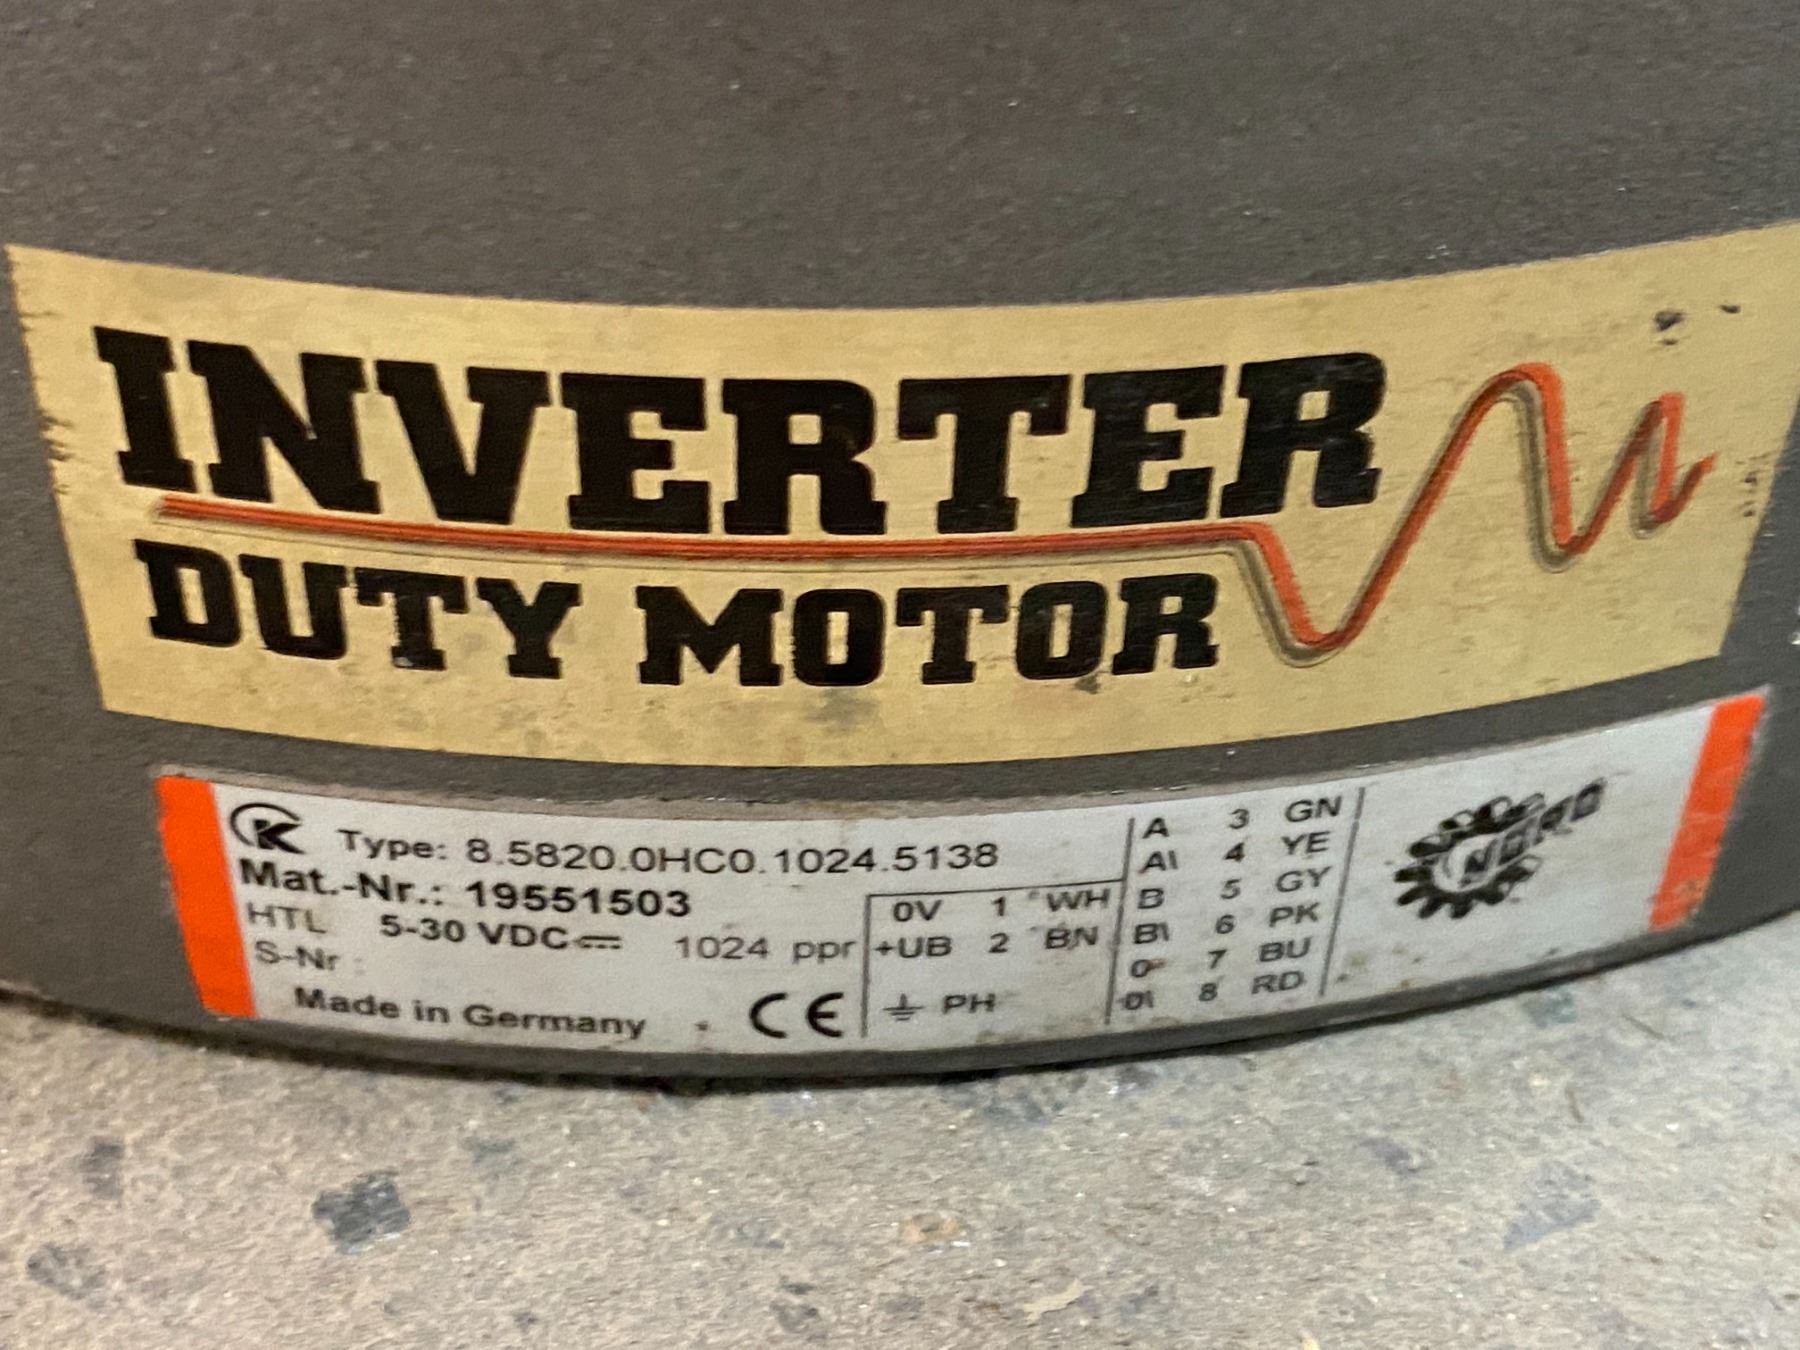 INVERTER
DUTY MOTOR
K Type: 8.5820.0HC0.1024.5138
Mat.-Nr.: 19551503
HTL 5-30 VDC⎓ 1024 ppr
S-Nr :
Made in Germany CE
0V 1 WH
+UB 2 BN
⏚ PH
A 3 GN
A\ 4 YE
B 5 GY
B\ 6 PK
0 7 BU
0\ 8 RD
NORD